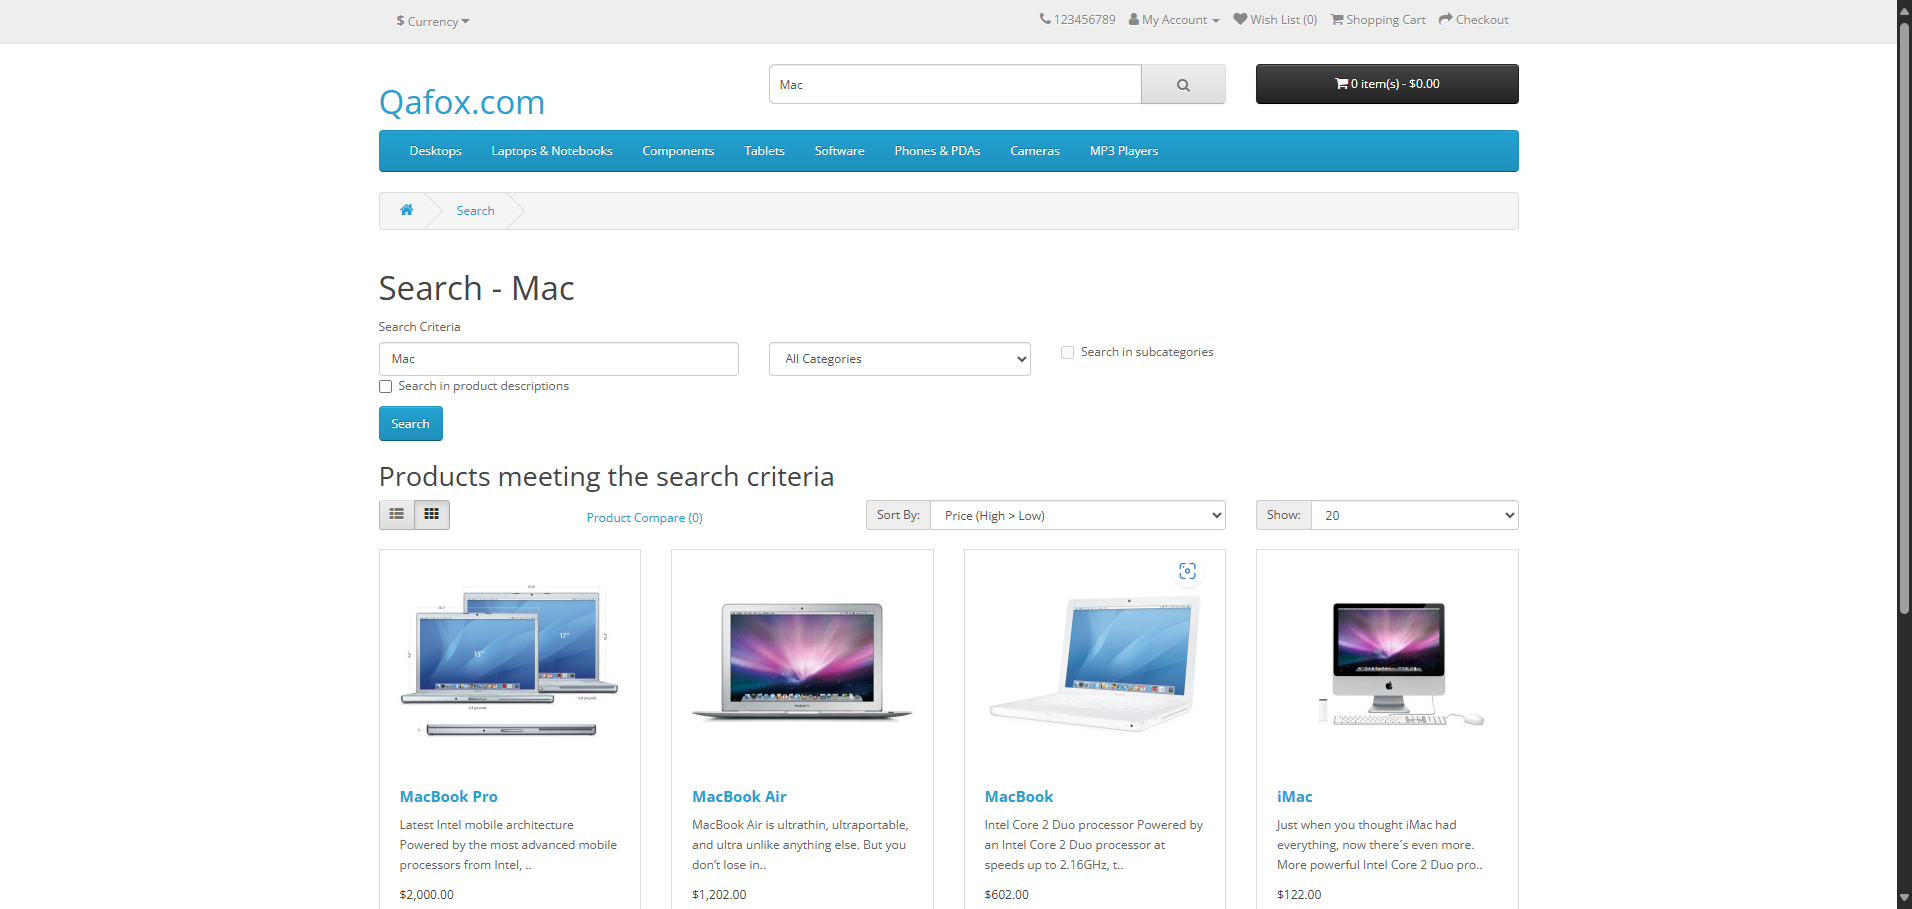 $ Currency
123456789 My Account Wish List (0) Shopping Cart Checkout
Qafox.com
Mac
0 item(s) - $0.00
Desktops Laptops & Notebooks Components Tablets Software Phones & PDAs Cameras MP3 Players
Search
Search - Mac
Search Criteria
Mac
All Categories
Search in subcategories
Search in product descriptions
Search
Products meeting the search criteria
Product Compare (0)
Sort By: Price (High > Low)
Show: 20
15"
17"
MacBook Pro
Latest Intel mobile architecture
Powered by the most advanced mobile
processors from Intel, ..
$2,000.00
MacBook Air
MacBook Air is ultrathin, ultraportable,
and ultra unlike anything else. But you
don't lose in..
$1,202.00
MacBook
Intel Core 2 Duo processor Powered by
an Intel Core 2 Duo processor at
speeds up to 2.16GHz, t..
$602.00
iMac
Just when you thought iMac had
everything, now there´s even more.
More powerful Intel Core 2 Duo pro..
$122.00